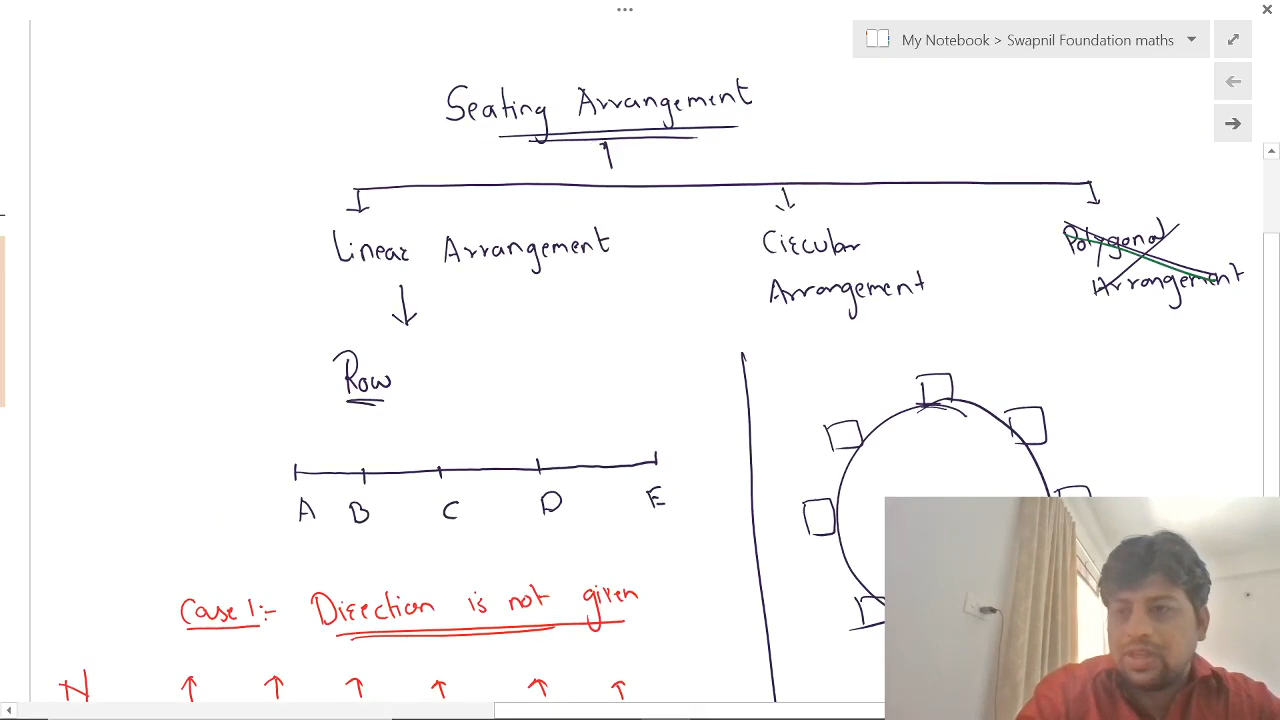 My Notebook > Swapnil Foundation maths
Seating Arrangement
Linear Arrangement
Circular
Arrangement
Polygonal
Arrangement
Row
A B C D E
Case 1:- Direction is not given
N